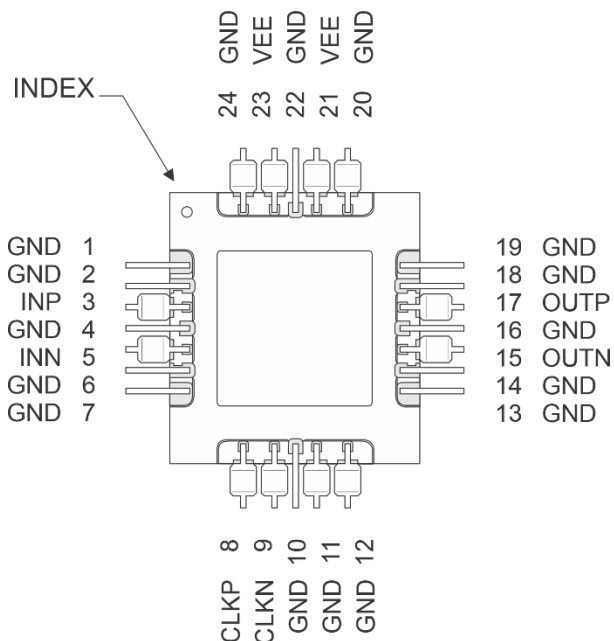 GND VEE GND VEE GND
24 23 22 21 20
INDEX
GND 1
GND 2
INP 3
GND 4
INN 5
GND 6
GND 7
19 GND
18 GND
17 OUTP
16 GND
15 OUTN
14 GND
13 GND
8 9 10 11 12
CLKP CLKN GND GND GND